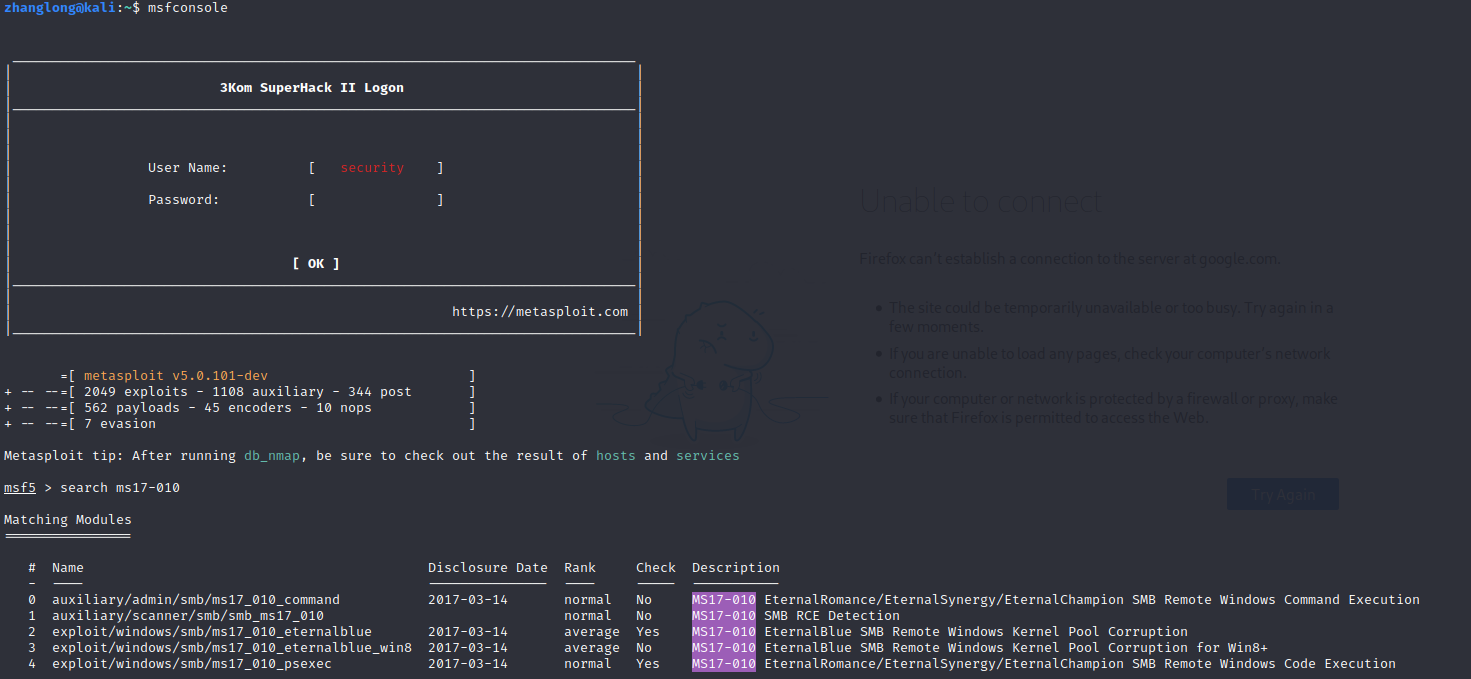 zhanglong@kali:~$ msfconsole
3Kom SuperHack II Logon
User Name: [ security ]
Password: [ ]
[ OK ]
https://metasploit.com
=[ metasploit v5.0.101-dev ]
+ -- --=[ 2049 exploits - 1108 auxiliary - 344 post ]
+ -- --=[ 562 payloads - 45 encoders - 10 nops ]
+ -- --=[ 7 evasion ]
Metasploit tip: After running db_nmap, be sure to check out the result of hosts and services
msf5 > search ms17-010
Matching Modules
================
# Name Disclosure Date Rank Check Description
- ---- --------------- ---- ----- -----------
0 auxiliary/admin/smb/ms17_010_command 2017-03-14 normal No MS17-010 EternalRomance/EternalSynergy/EternalChampion SMB Remote Windows Command Execution
1 auxiliary/scanner/smb/smb_ms17_010 normal No MS17-010 SMB RCE Detection
2 exploit/windows/smb/ms17_010_eternalblue 2017-03-14 average Yes MS17-010 EternalBlue SMB Remote Windows Kernel Pool Corruption
3 exploit/windows/smb/ms17_010_eternalblue_win8 2017-03-14 average No MS17-010 EternalBlue SMB Remote Windows Kernel Pool Corruption for Win8+
4 exploit/windows/smb/ms17_010_psexec 2017-03-14 normal Yes MS17-010 EternalRomance/EternalSynergy/EternalChampion SMB Remote Windows Code Execution
Unable to connect
Firefox can't establish a connection to the server at google.com.
• The site could be temporarily unavailable or too busy. Try again in a
few moments.
• If you are unable to load any pages, check your computer's network
connection.
• If your computer or network is protected by a firewall or proxy, make
sure that Firefox is permitted to access the Web.
Try Again